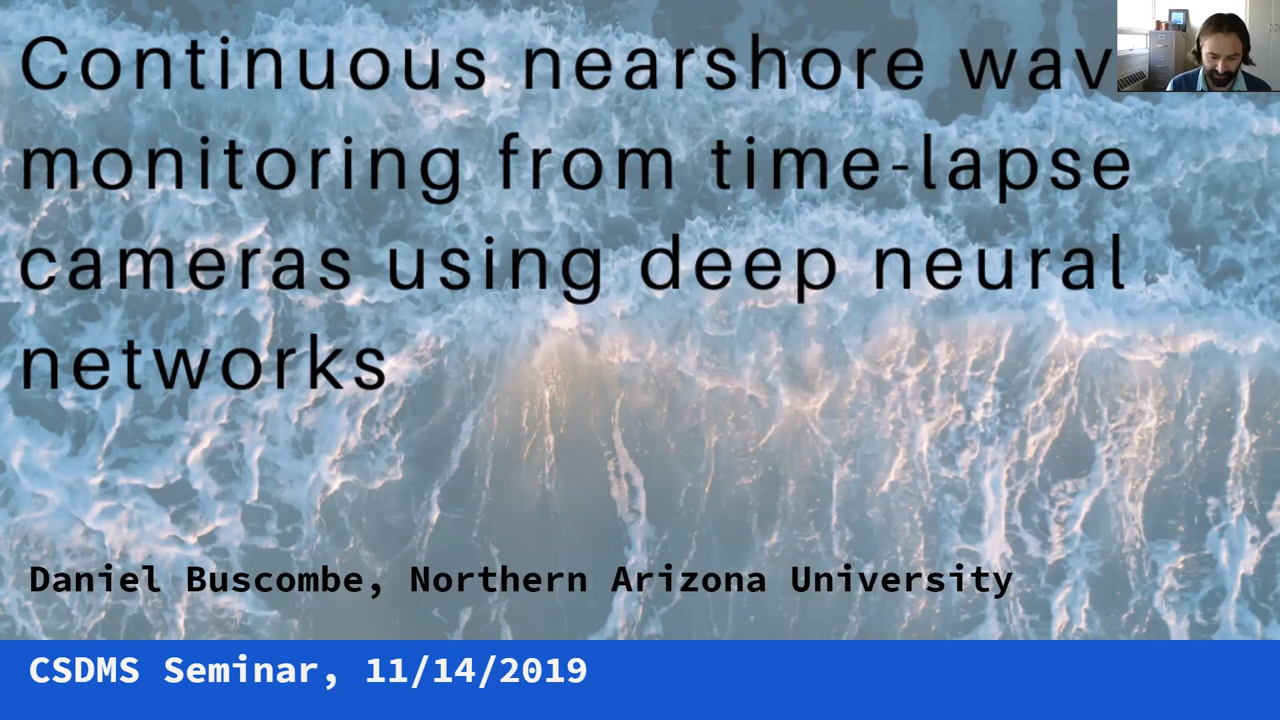 Continuous nearshore wav
monitoring from time-lapse
cameras using deep neural
networks
Daniel Buscombe, Northern Arizona University
CSDMS Seminar, 11/14/2019